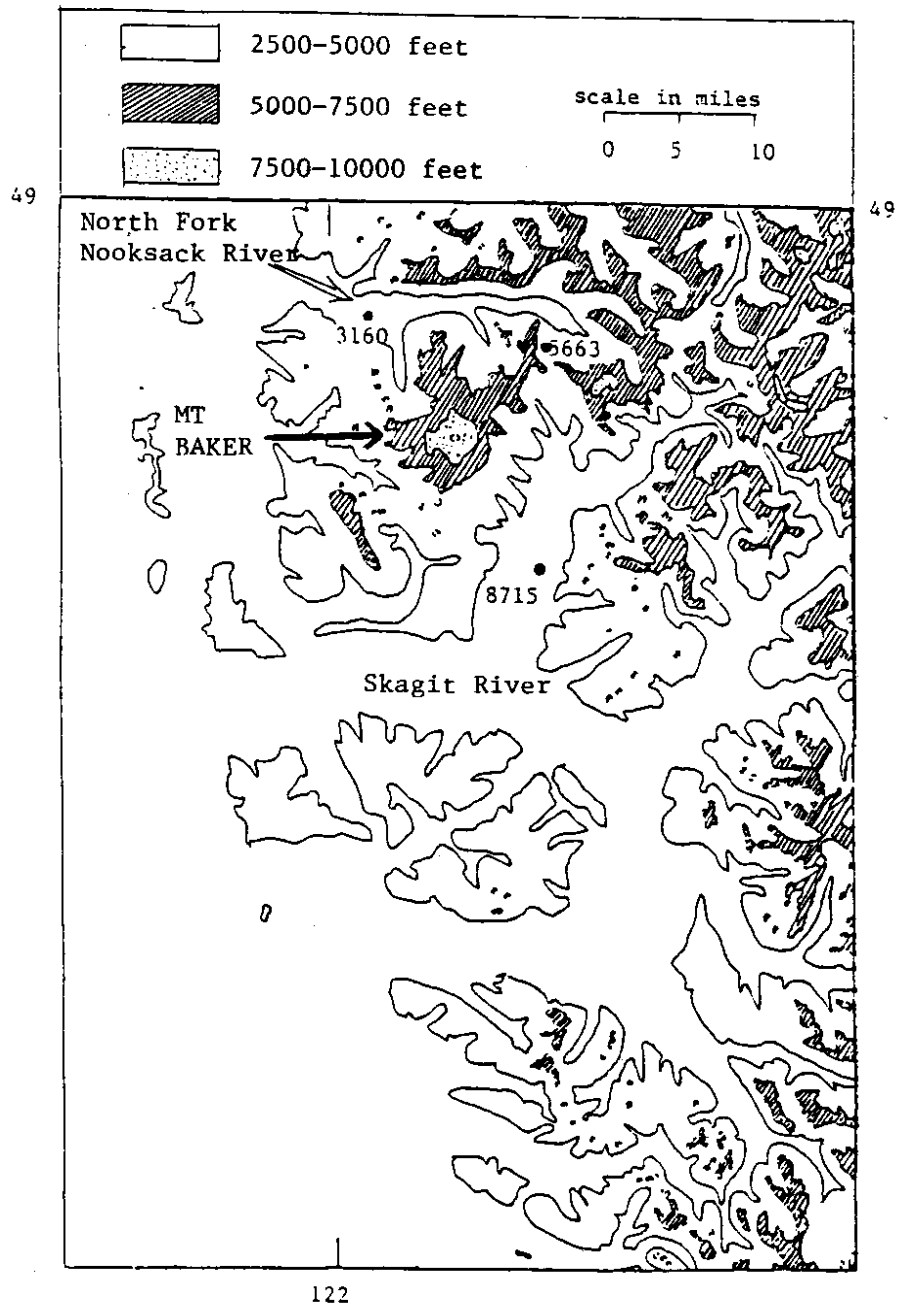 2500-5000 feet
5000-7500 feet
7500-10000 feet
scale in miles
0 5 10
49
49
North Fork
Nooksack River
3160
5663
MT
BAKER
8715
Skagit River
122